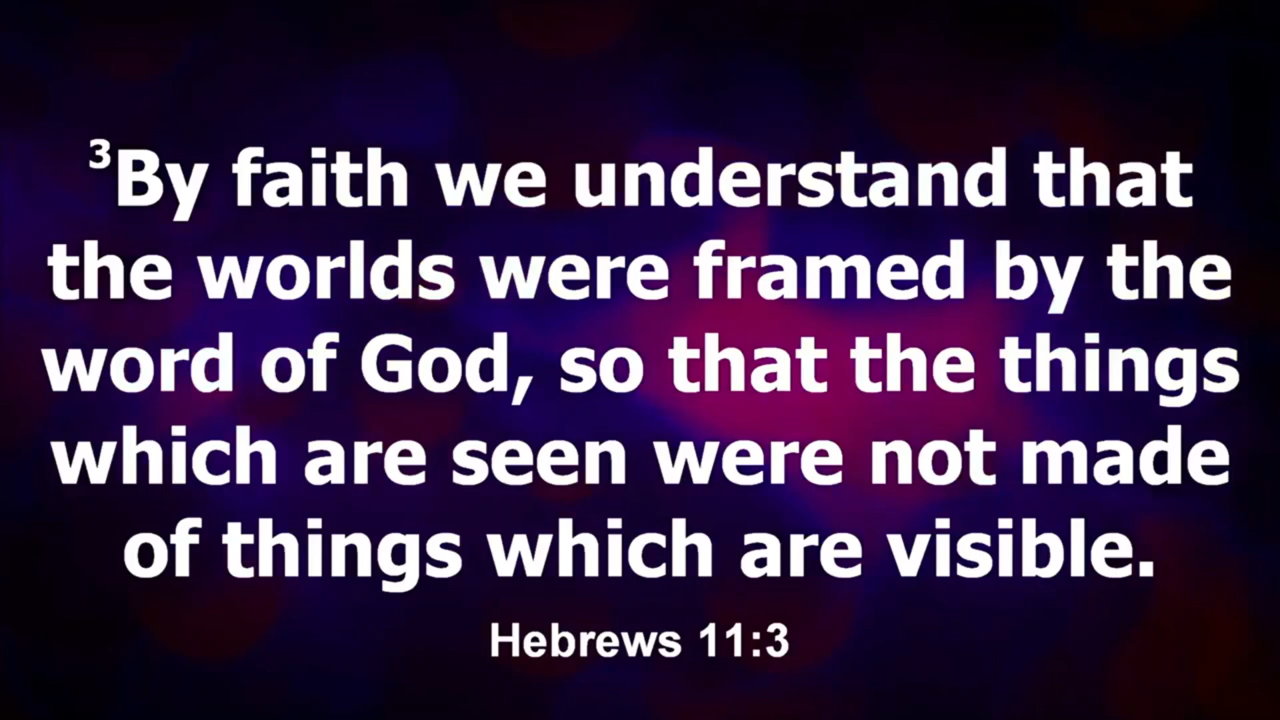 ³By faith we understand that
the worlds were framed by the
word of God, so that the things
which are seen were not made
of things which are visible.
Hebrews 11:3